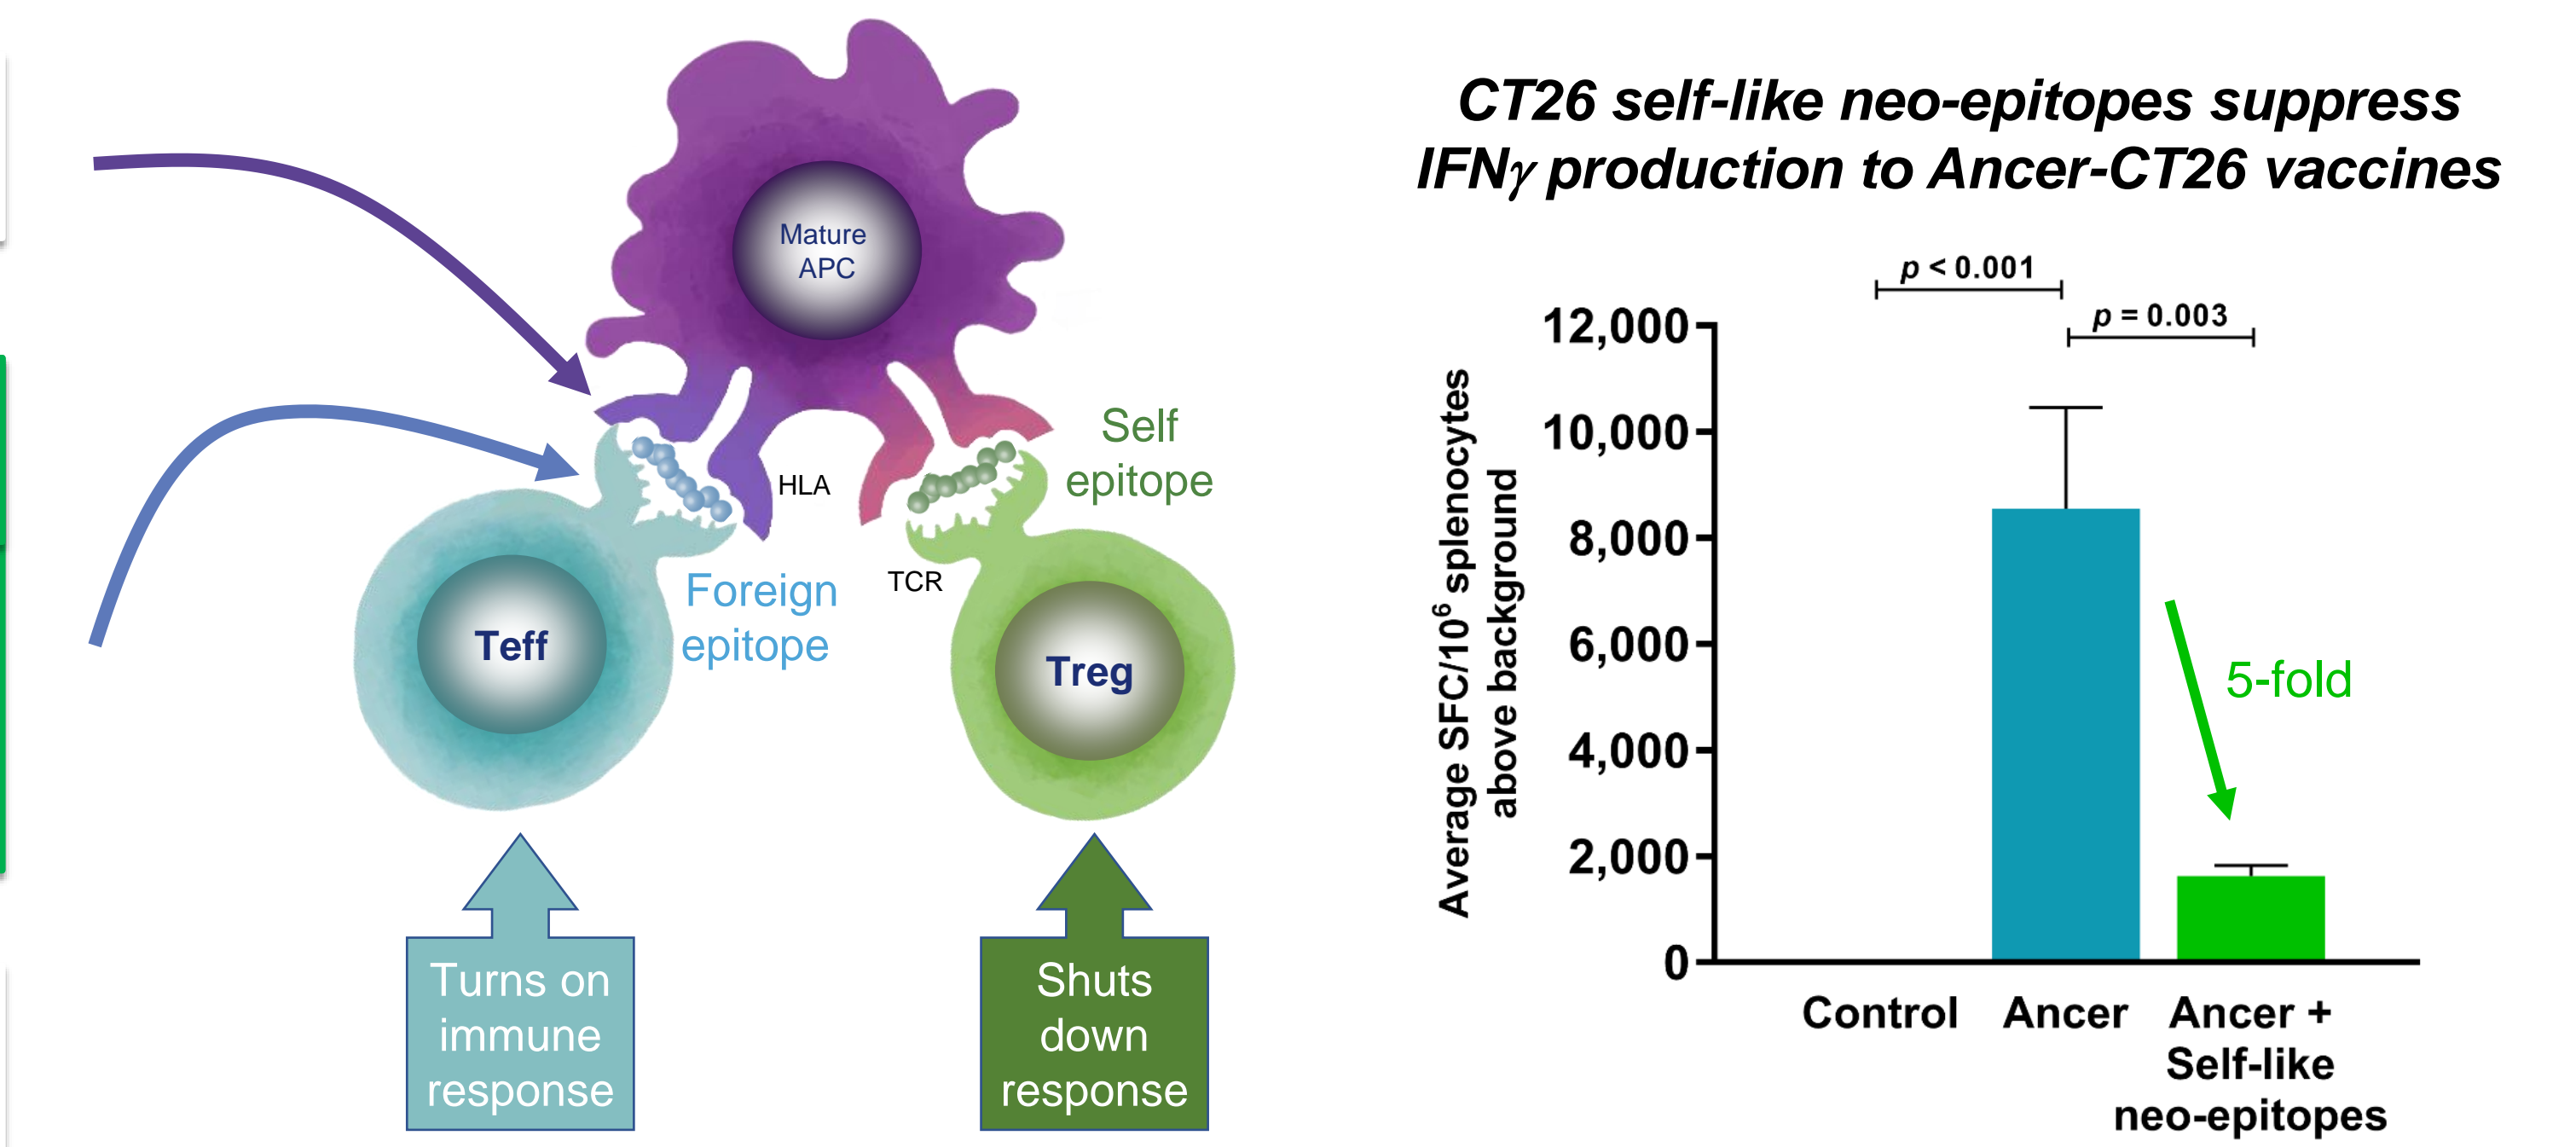 Mature
APC
HLA
Self
epitope
TCR
Foreign
epitope
Teff
Treg
Turns on
immune
response
Shuts
down
response
CT26 self-like neo-epitopes suppress
IFNγ production to Ancer-CT26 vaccines
p < 0.001
p = 0.003
Average SFC/10⁶ splenocytes
above background
12,000
10,000
8,000
6,000
4,000
2,000
0
5-fold
Control
Ancer
Ancer +
Self-like
neo-epitopes